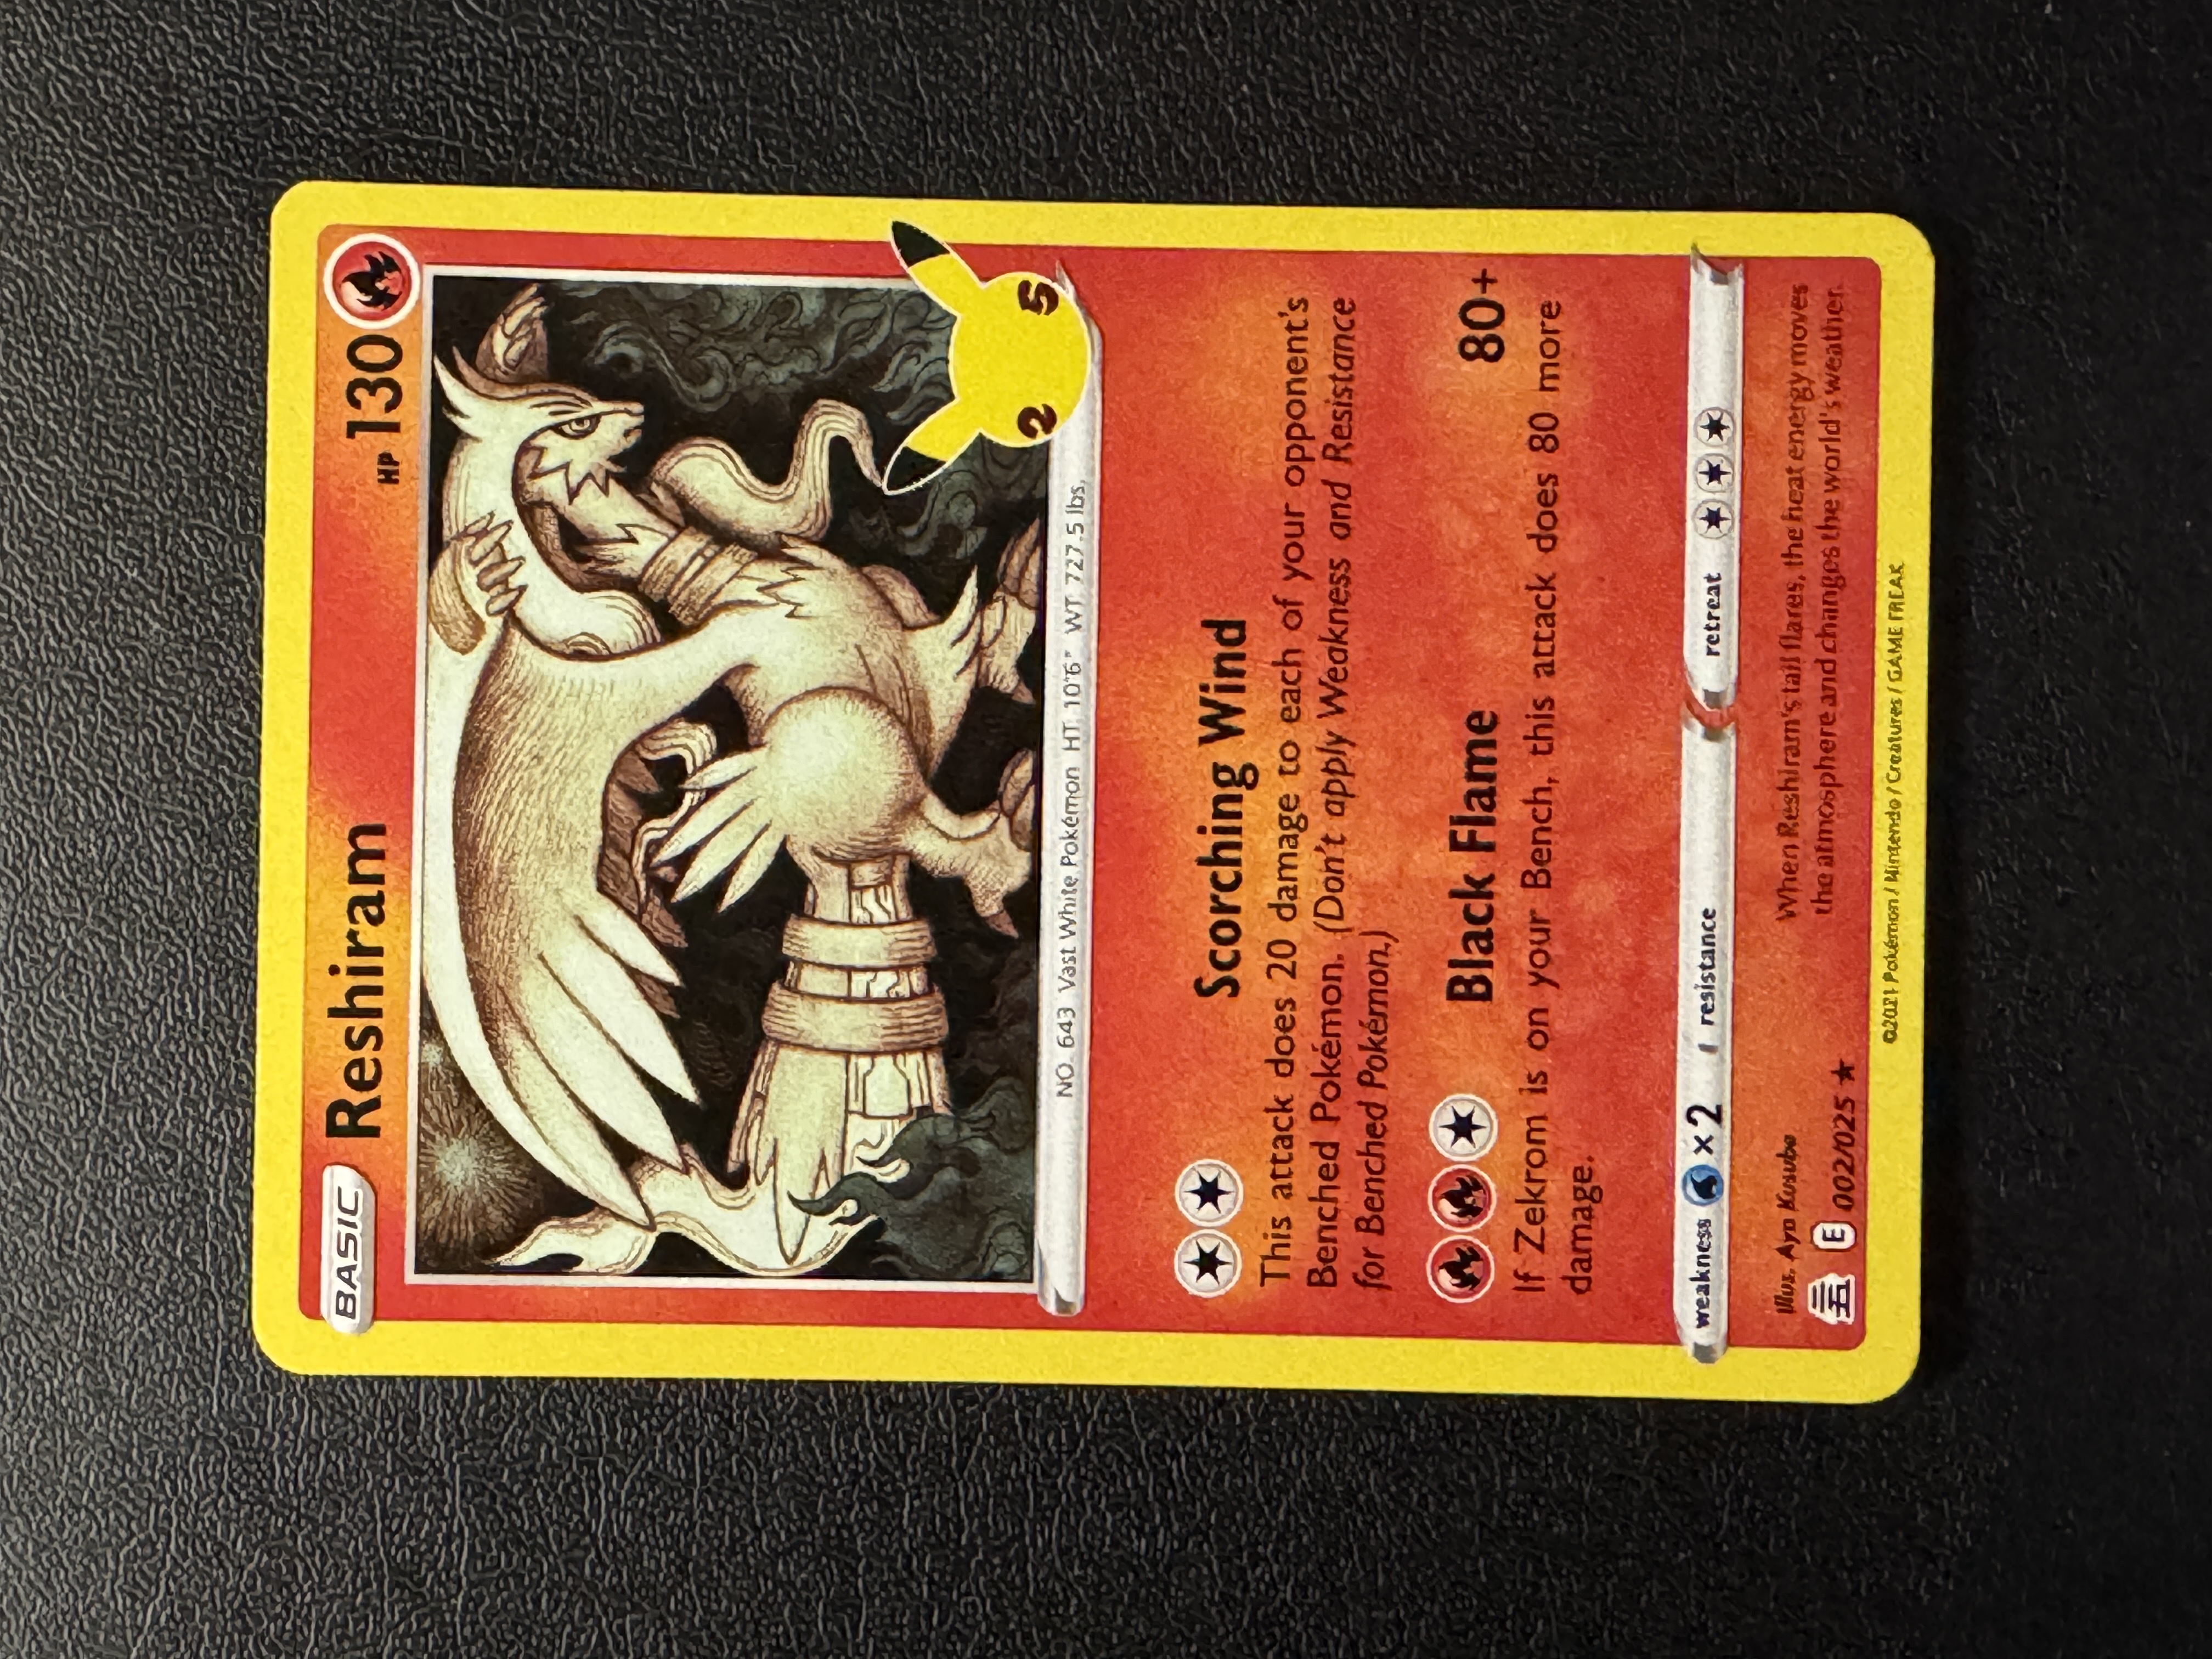 BASIC Reshiram HP 130
2 5
NO. 643 Vast White Pokémon HT: 10'6" WT: 727.5 lbs.
Scorching Wind
This attack does 20 damage to each of your opponent's
Benched Pokémon. (Don't apply Weakness and Resistance
for Benched Pokémon.)
Black Flame 80+
If Zekrom is on your Bench, this attack does 80 more
damage.
weakness ×2 resistance retreat
Illus. Aya Kusube
When Reshiram's tail flares, the heat energy moves
the atmosphere and changes the world's weather.
E 002/025 ★
©2021 Pokémon / Nintendo / Creatures / GAME FREAK